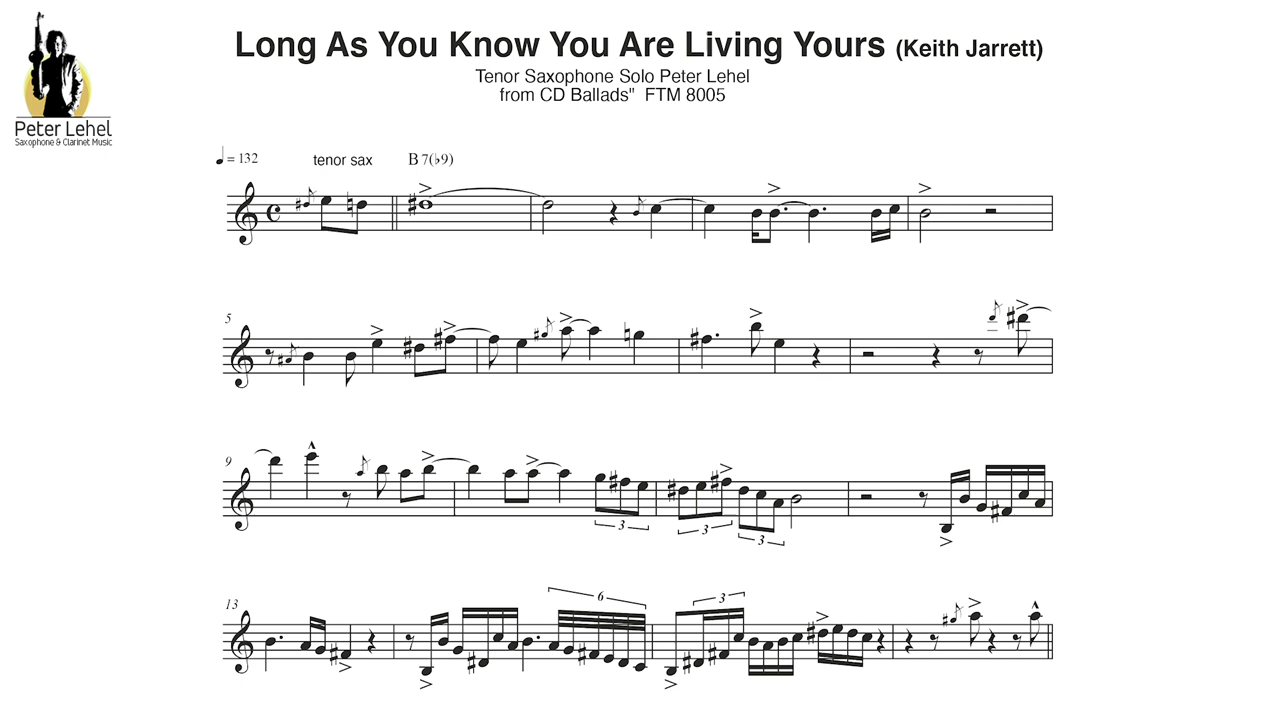 Long As You Know You Are Living Yours (Keith Jarrett)
Tenor Saxophone Solo Peter Lehel
from CD Ballads" FTM 8005
Peter Lehel
Saxophone & Clarinet Music
♩ = 132 tenor sax B 7(♭9)
5
9
3 3 3
13
6 3